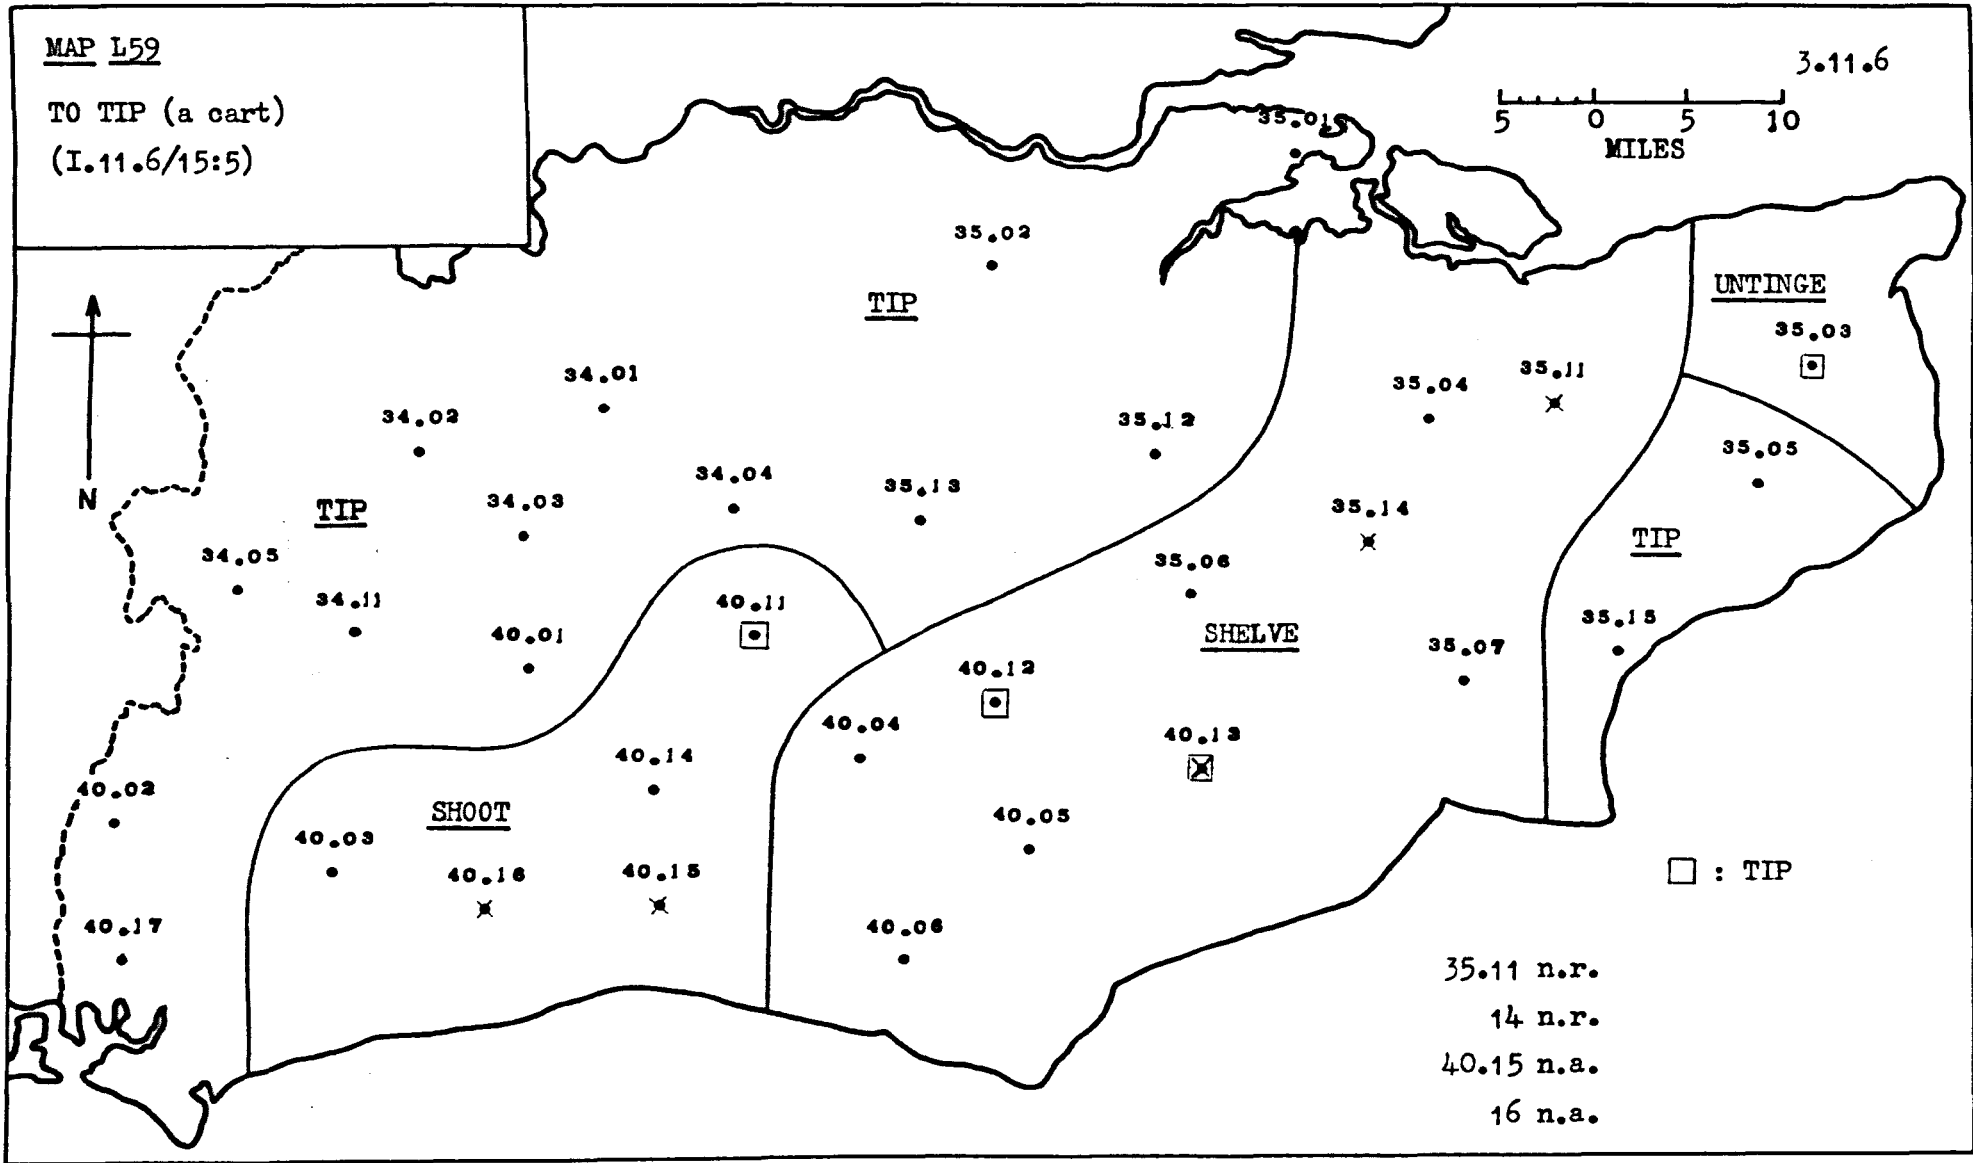 MAP L59
TO TIP (a cart)
(I.11.6/15:5)
3.11.6
5 0 5 10
MILES
35.01
35.02
TIP
UNTINGE
35.03
34.01
35.04
35.11
34.02
35.12
35.05
34.04
35.13
34.03
TIP
35.14
TIP
N
34.05
35.06
34.11
40.11
35.15
40.01
SHELVE
35.07
40.12
40.04
40.13
40.14
40.02
SHOOT
40.05
40.03
40.16
40.15
: TIP
40.17
40.06
35.11 n.r.
14 n.r.
40.15 n.a.
16 n.a.